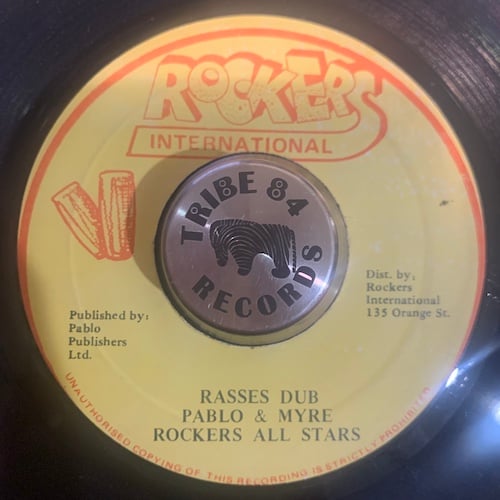 ROCKERS
INTERNATIONAL
TRIBE 84
RECORDS
Published by:
Pablo
Publishers
Ltd.
Dist. by:
Rockers
International
135 Orange St.
RASSES DUB
PABLO & MYRE
ROCKERS ALL STARS
UNAUTHORISED COPYING OF THIS RECORDING IS STRICTLY PROHIBITED